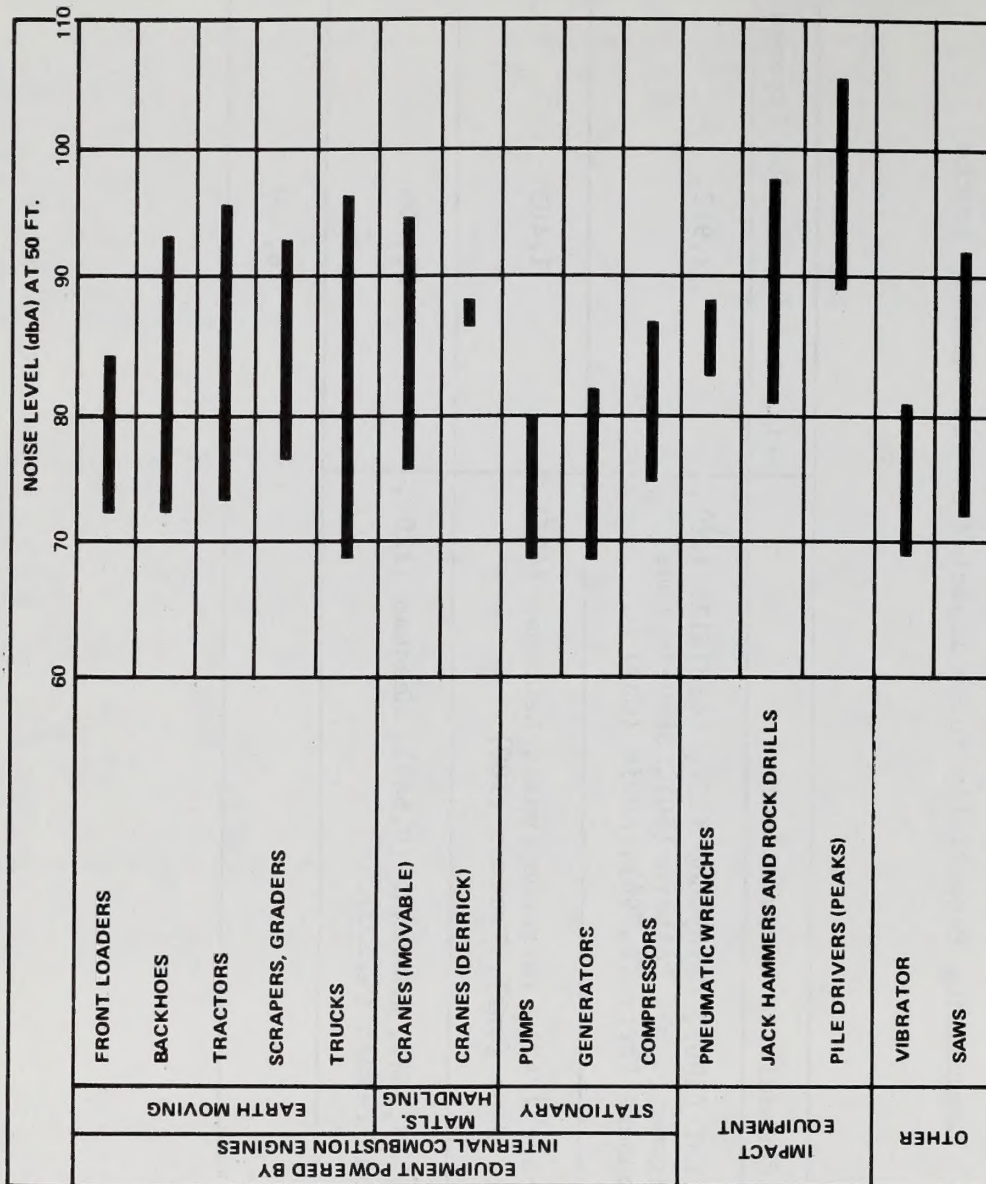 NOISE LEVEL (dbA) AT 50 FT.
60 70 80 90 100 110
EQUIPMENT POWERED BY
INTERNAL COMBUSTION ENGINES
EARTH MOVING
FRONT LOADERS
BACKHOES
TRACTORS
SCRAPERS, GRADERS
TRUCKS
MATLS.
HANDLING
CRANES (MOVABLE)
CRANES (DERRICK)
STATIONARY
PUMPS
GENERATORS
COMPRESSORS
IMPACT
EQUIPMENT
PNEUMATIC WRENCHES
JACK HAMMERS AND ROCK DRILLS
PILE DRIVERS (PEAKS)
OTHER
VIBRATOR
SAWS